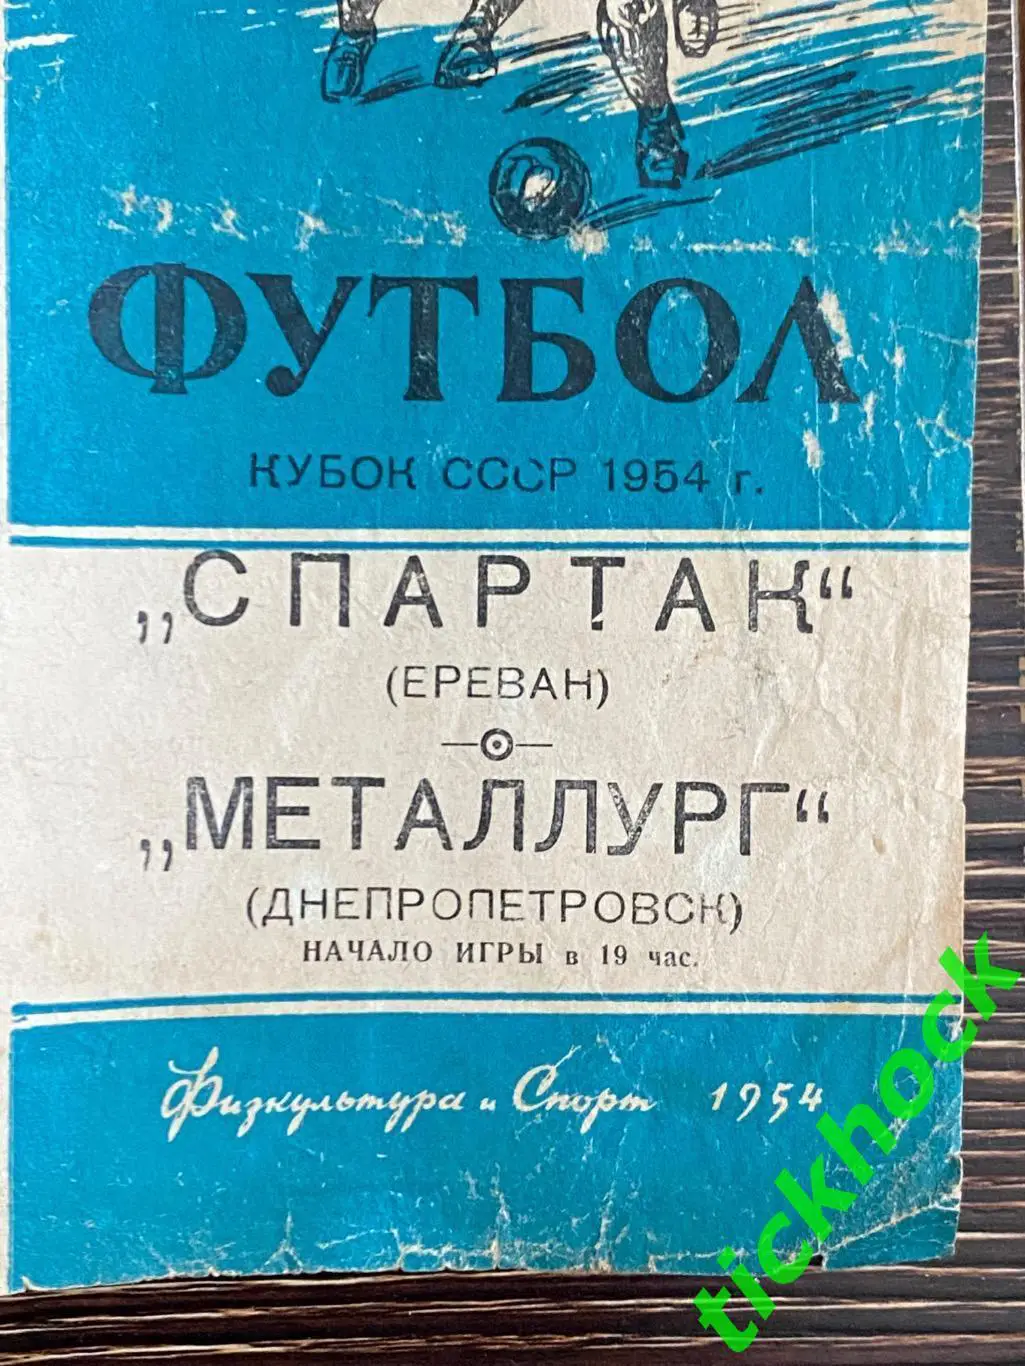 ФУТБОЛ
КУБОК СССР 1954 г.
„СПАРТАК“
(ЕРЕВАН)
„МЕТАЛЛУРГ“
(ДНЕПРОПЕТРОВСК)
НАЧАЛО ИГРЫ в 19 час.
Физкультура и Спорт 1954
tickhock